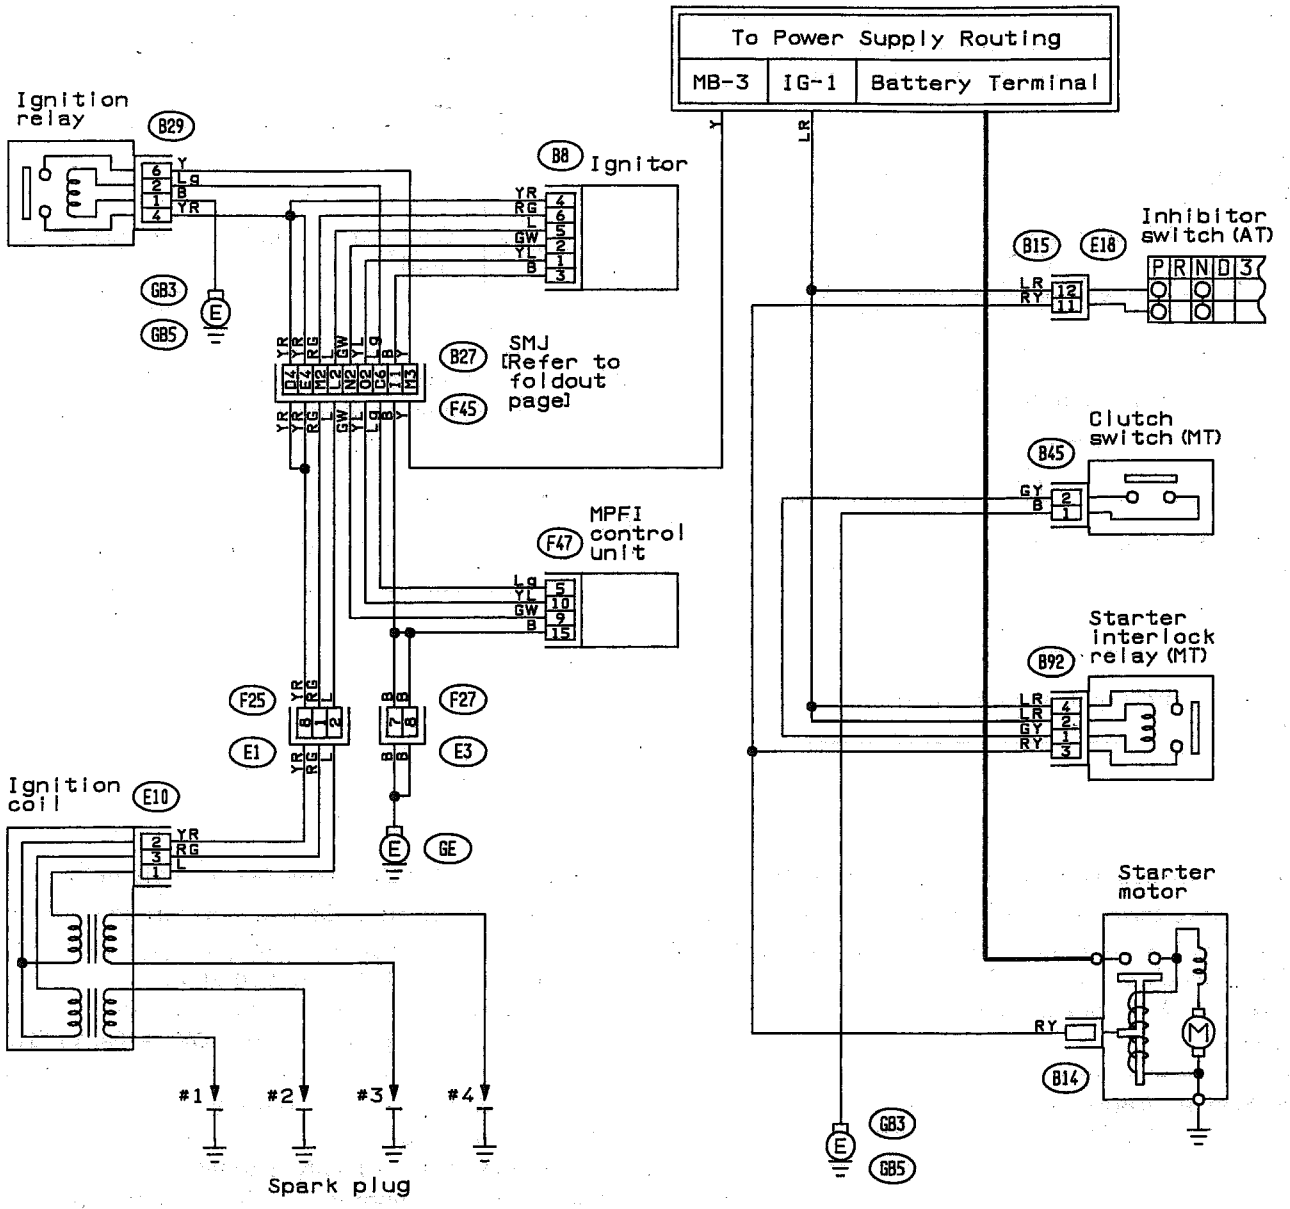 To Power Supply Routing
MB-3 IG-1 Battery Terminal
Y
LR
Ignition
relay
B29
6 Y
2 Lg
1 B
4 YR
GB3
E
GB5
B8
Ignitor
YR 4
RG 6
L 5
GW 2
YL 1
B 3
YR YR RG L GW YL Lg B Y
D4 E4 M2 L2 N2 O2 C6 I1 M3
YR YR RG L GW YL Lg B Y
B27
F45
SMJ
[Refer to
foldout
page]
F47
MPFI
control
unit
Lg 5
YL 10
GW 9
B 15
F25
YR RG L
8 1 2
E1
YR RG L
B B
7 8
B B
F27
E3
E
GE
Ignition
coil
E10
2 YR
3 RG
1 L
#1 #2 #3 #4
Spark plug
B15
E18
Inhibitor
switch (AT)
P R N D 3
LR 12
RY 11
Clutch
switch (MT)
B45
GY 2
B 1
Starter
interlock
relay (MT)
B92
LR 4
LR 2
GY 1
RY 3
Starter
motor
M
RY
B14
E
GB3
GB5